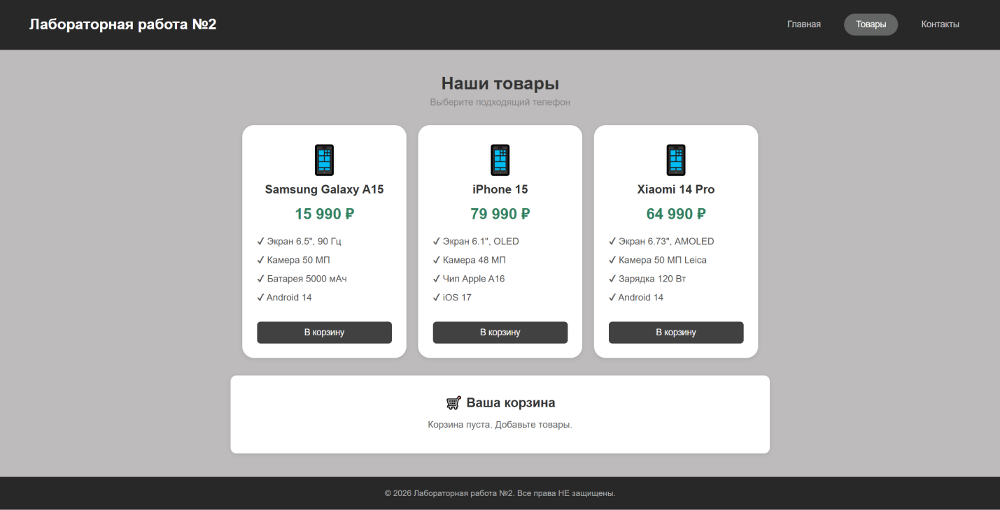 Лабораторная работа №2
Главная
Товары
Контакты
Наши товары
Выберите подходящий телефон
Samsung Galaxy A15
15 990 ₽
✓ Экран 6.5", 90 Гц
✓ Камера 50 МП
✓ Батарея 5000 мАч
✓ Android 14
В корзину
iPhone 15
79 990 ₽
✓ Экран 6.1", OLED
✓ Камера 48 МП
✓ Чип Apple A16
✓ iOS 17
В корзину
Xiaomi 14 Pro
64 990 ₽
✓ Экран 6.73", AMOLED
✓ Камера 50 МП Leica
✓ Зарядка 120 Вт
✓ Android 14
В корзину
Ваша корзина
Корзина пуста. Добавьте товары.
© 2026 Лабораторная работа №2. Все права НЕ защищены.